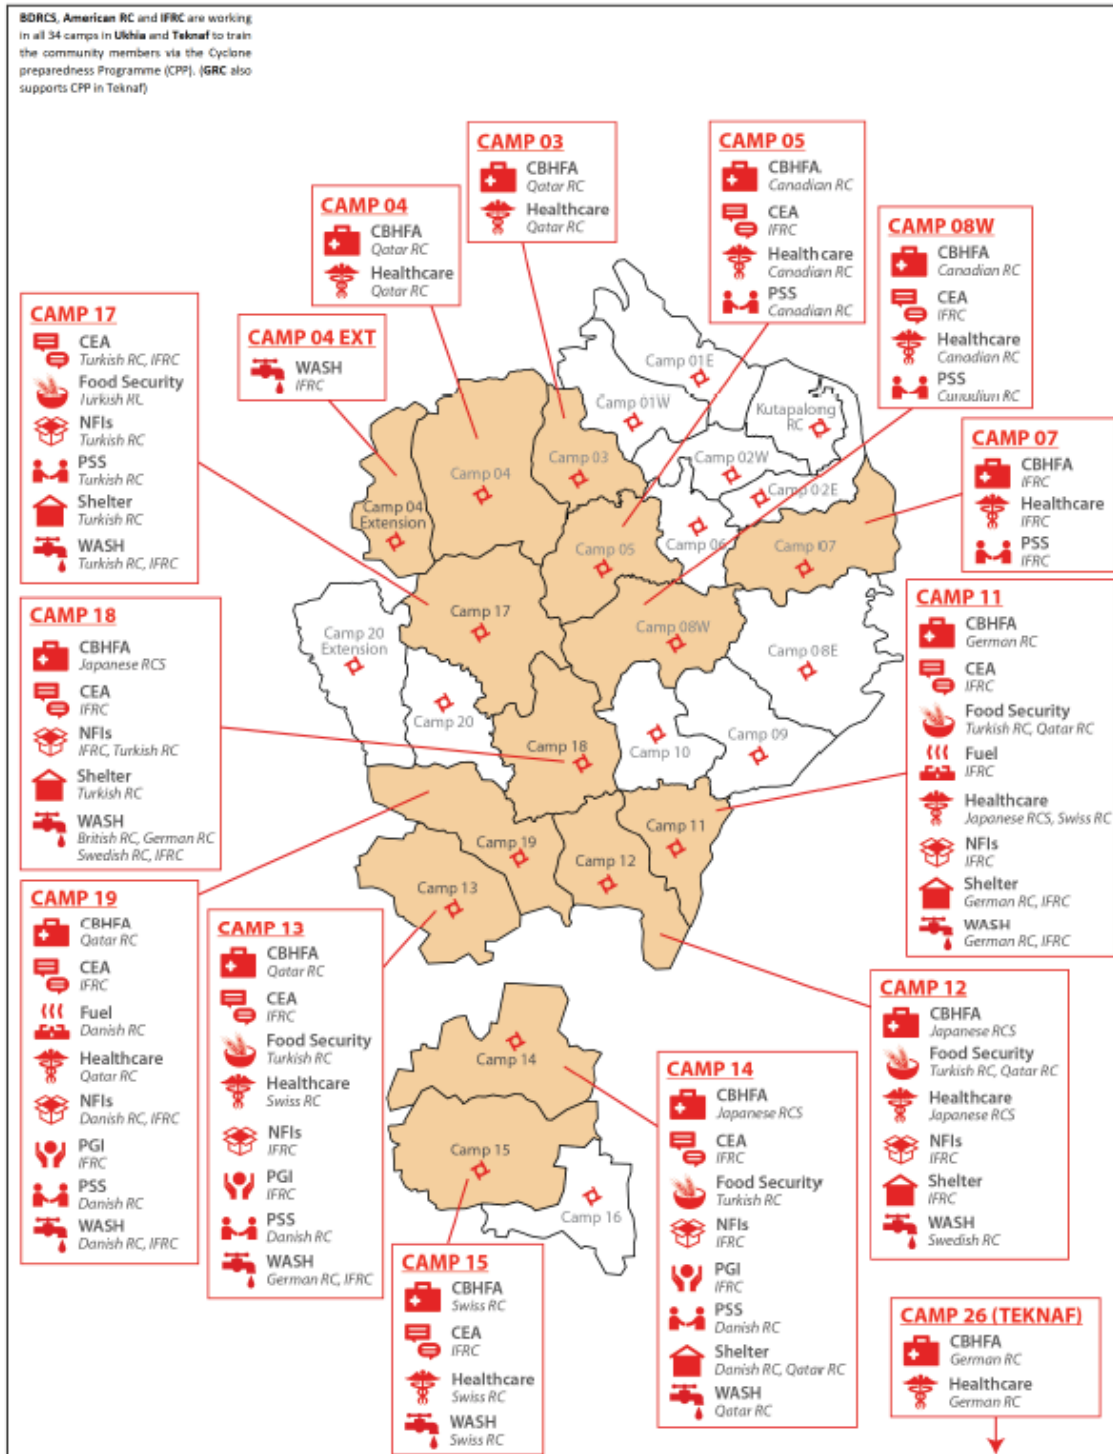 BDRCS, American RC and IFRC are working
in all 34 camps in Ukhia and Teknaf to train
the community members via the Cyclone
preparedness Programme (CPP). (GRC also
supports CPP in Teknaf)
CAMP 03
CBHFA
Qatar RC
Healthcare
Qatar RC
CAMP 05
CBHFA
Canadian RC
CEA
IFRC
Healthcare
Canadian RC
PSS
Canadian RC
CAMP 04
CBHFA
Qatar RC
Healthcare
Qatar RC
CAMP 08W
CBHFA
Canadian RC
CEA
IFRC
Healthcare
Canadian RC
PSS
Canadian RC
CAMP 17
CEA
Turkish RC, IFRC
Food Security
Turkish RC
NFIs
Turkish RC
PSS
Turkish RC
Shelter
Turkish RC
WASH
Turkish RC, IFRC
CAMP 04 EXT
WASH
IFRC
CAMP 07
CBHFA
IFRC
Healthcare
IFRC
PSS
IFRC
Camp 01E
Camp 01W
Kutapalong
RC
Camp 02W
Camp 02E
Camp 03
Camp 04
Camp 04
Extension
Camp 05
Camp 06
Camp 07
Camp 17
Camp 08W
Camp 08E
Camp 20
Extension
Camp 20
Camp 18
Camp 10
Camp 09
Camp 19
Camp 12
Camp 11
Camp 13
Camp 14
Camp 15
Camp 16
CAMP 18
CBHFA
Japanese RCS
CEA
IFRC
NFIs
IFRC, Turkish RC
Shelter
Turkish RC
WASH
British RC, German RC
Swedish RC, IFRC
CAMP 11
CBHFA
German RC
CEA
IFRC
Food Security
Turkish RC, Qatar RC
Fuel
IFRC
Healthcare
Japanese RCS, Swiss RC
NFIs
IFRC
Shelter
German RC, IFRC
WASH
German RC, IFRC
CAMP 19
CBHFA
Qatar RC
CEA
IFRC
Fuel
Danish RC
Healthcare
Qatar RC
NFIs
Danish RC, IFRC
PGI
IFRC
PSS
Danish RC
WASH
Danish RC, IFRC
CAMP 13
CBHFA
Qatar RC
CEA
IFRC
Food Security
Turkish RC
Healthcare
Swiss RC
NFIs
IFRC
PGI
IFRC
PSS
Danish RC
WASH
German RC, IFRC
CAMP 12
CBHFA
Japanese RCS
Food Security
Turkish RC, Qatar RC
Healthcare
Japanese RCS
NFIs
IFRC
Shelter
IFRC
WASH
Swedish RC
CAMP 14
CBHFA
Japanese RCS
CEA
IFRC
Food Security
Turkish RC
NFIs
IFRC
PGI
IFRC
PSS
Danish RC
Shelter
Danish RC, Qatar RC
WASH
Qatar RC
CAMP 15
CBHFA
Swiss RC
CEA
IFRC
Healthcare
Swiss RC
WASH
Swiss RC
CAMP 26 (TEKNAF)
CBHFA
German RC
Healthcare
German RC